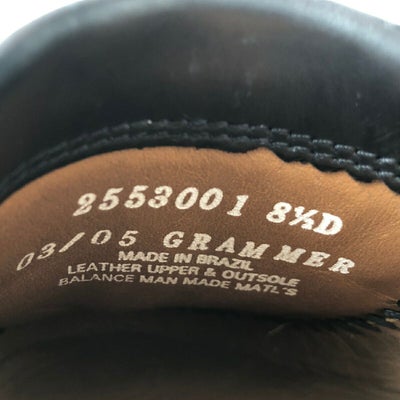 2553001 8½D
03/05 GRAMMER
MADE IN BRAZIL
LEATHER UPPER & OUTSOLE
BALANCE MAN MADE MATL'S